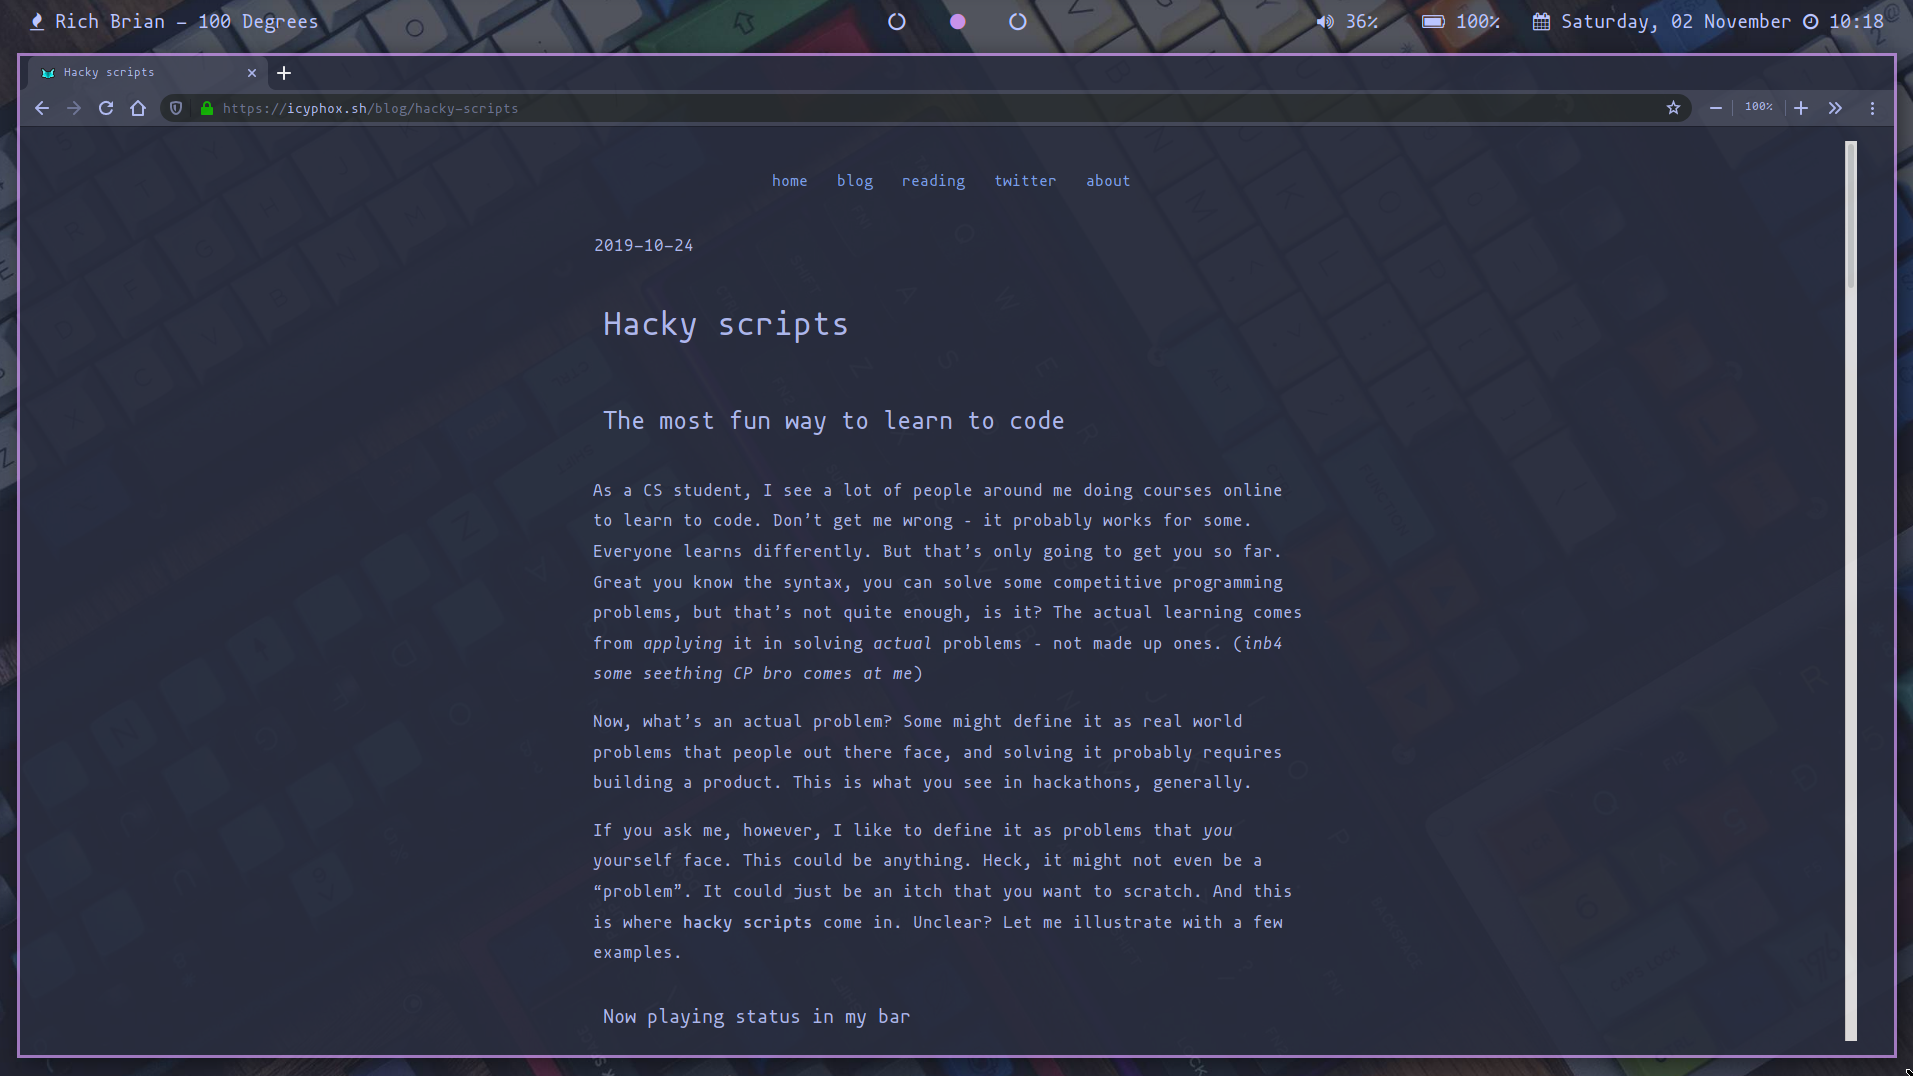 Rich Brian – 100 Degrees
36%
100%
Saturday, 02 November
10:18
Hacky scripts
https://icyphox.sh/blog/hacky-scripts
100%
home blog reading twitter about
2019-10-24
Hacky scripts
The most fun way to learn to code
As a CS student, I see a lot of people around me doing courses online
to learn to code. Don’t get me wrong - it probably works for some.
Everyone learns differently. But that’s only going to get you so far.
Great you know the syntax, you can solve some competitive programming
problems, but that’s not quite enough, is it? The actual learning comes
from applying it in solving actual problems - not made up ones. (inb4
some seething CP bro comes at me)
Now, what’s an actual problem? Some might define it as real world
problems that people out there face, and solving it probably requires
building a product. This is what you see in hackathons, generally.
If you ask me, however, I like to define it as problems that you
yourself face. This could be anything. Heck, it might not even be a
“problem”. It could just be an itch that you want to scratch. And this
is where hacky scripts come in. Unclear? Let me illustrate with a few
examples.
Now playing status in my bar